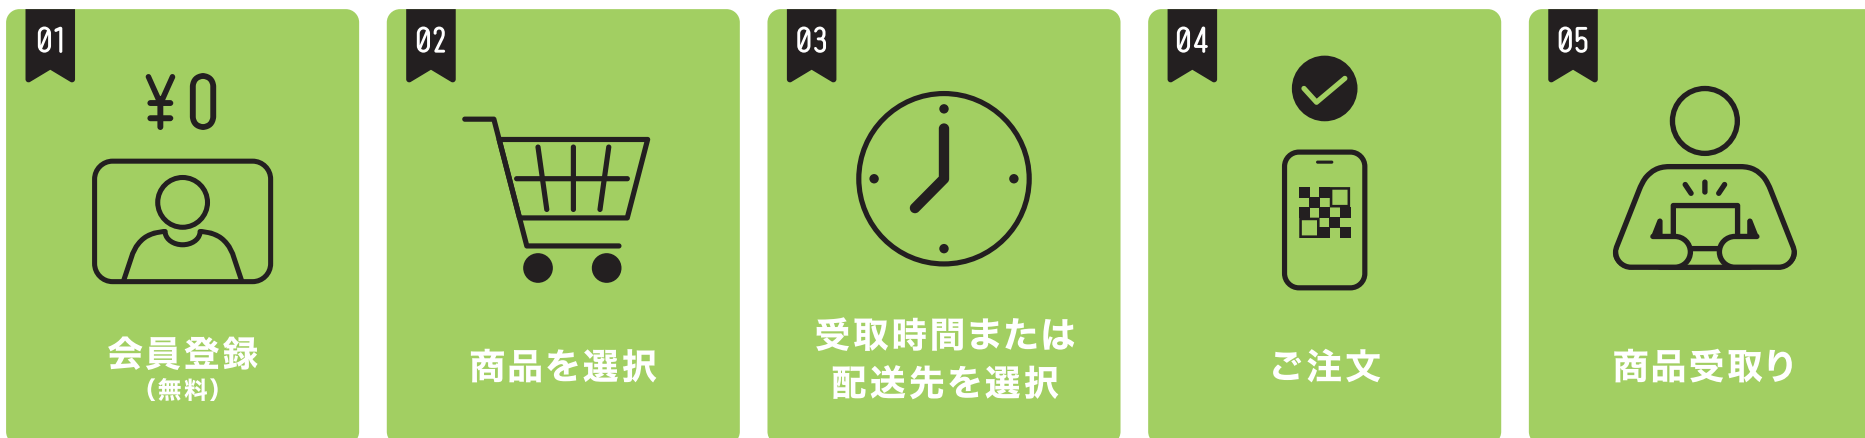 01
¥0
会員登録
(無料)
02
商品を選択
03
受取時間または
配送先を選択
04
ご注文
05
商品受取り